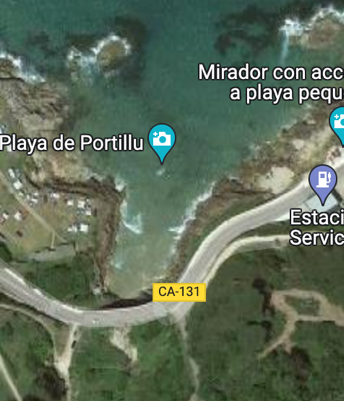 Mirador con acc
a playa pequ
Playa de Portillu
Estaci
Servic
CA-131